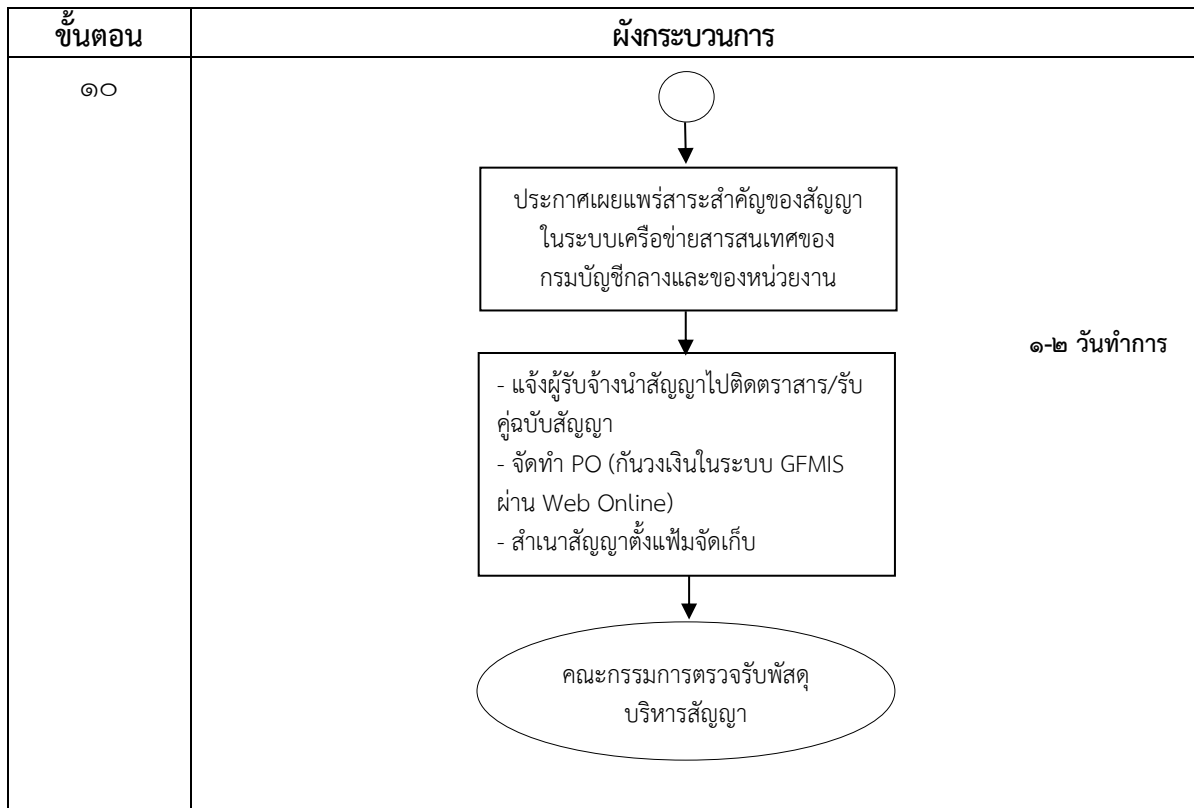 ขั้นตอน
ผังกระบวนการ
๑๐
ประกาศเผยแพร่สาระสำคัญของสัญญา
ในระบบเครือข่ายสารสนเทศของ
กรมบัญชีกลางและของหน่วยงาน
๑-๒ วันทำการ
- แจ้งผู้รับจ้างนำสัญญาไปติดตราสาร/รับ
คู่ฉบับสัญญา
- จัดทำ PO (กันวงเงินในระบบ GFMIS
ผ่าน Web Online)
- สำเนาสัญญาตั้งแฟ้มจัดเก็บ
คณะกรรมการตรวจรับพัสดุ
บริหารสัญญา